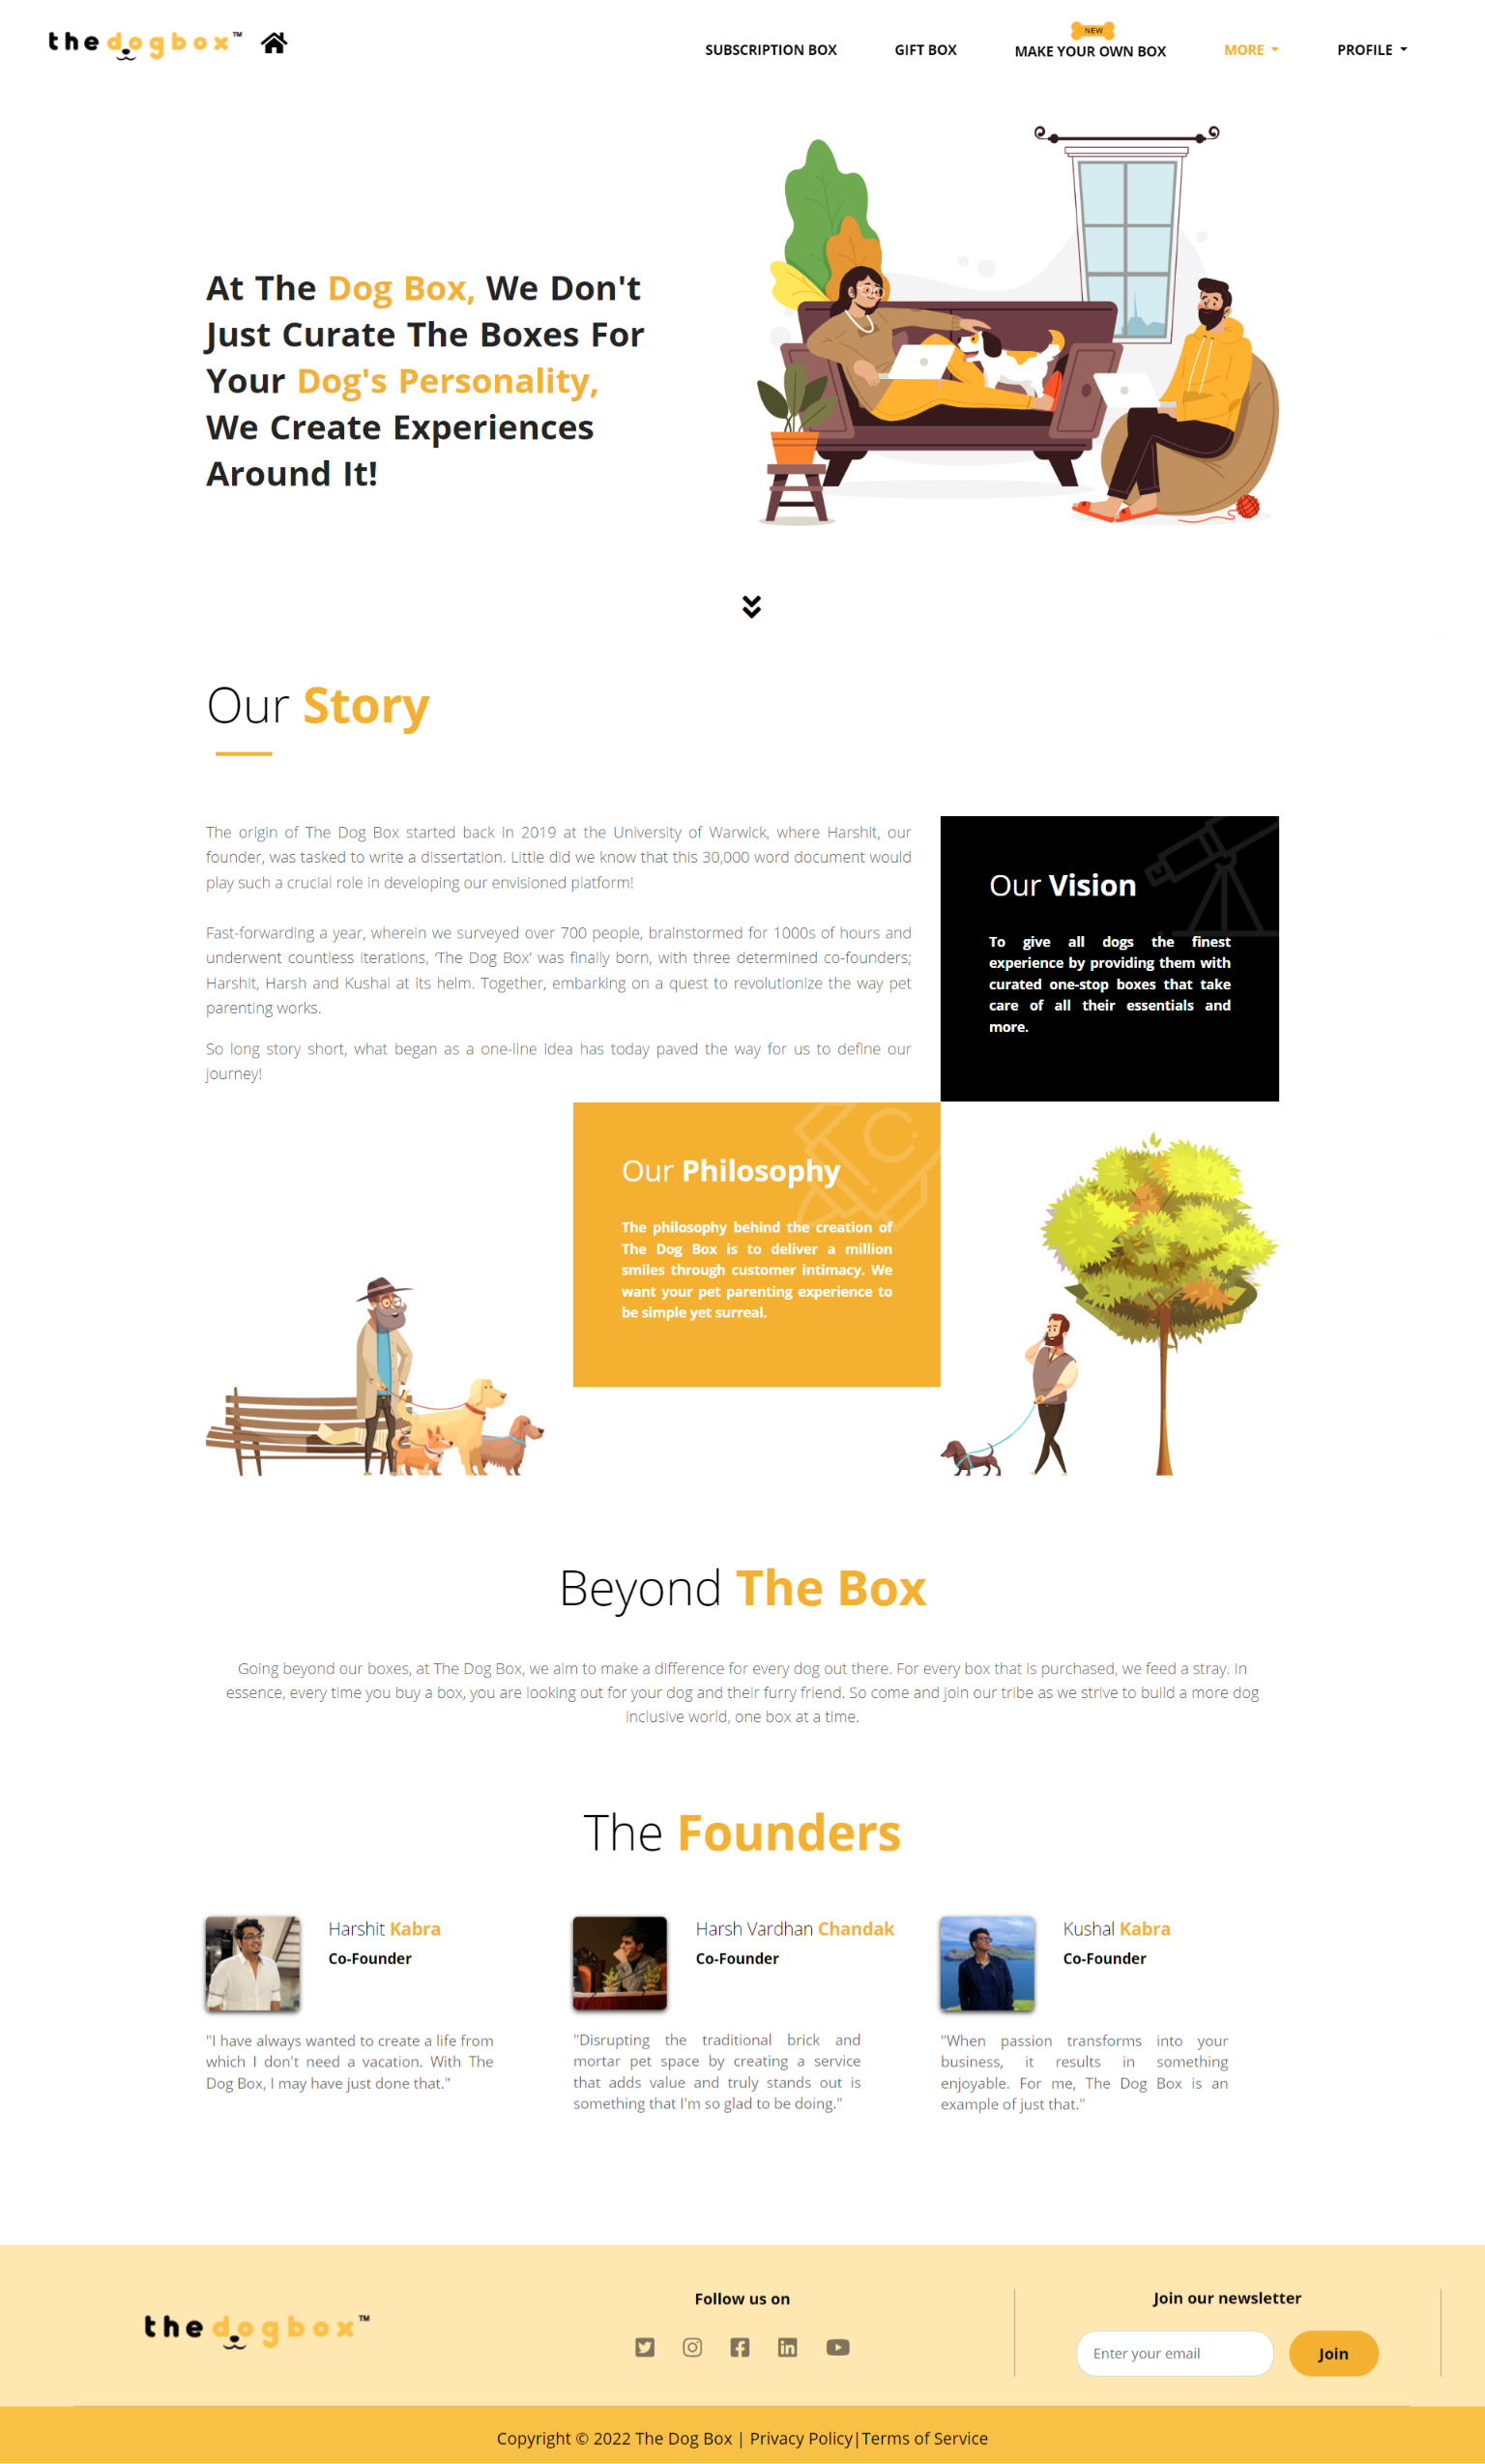 thedogbox™
SUBSCRIPTION BOX
GIFT BOX
NEW
MAKE YOUR OWN BOX
MORE
PROFILE
At The Dog Box, We Don't
Just Curate The Boxes For
Your Dog's Personality,
We Create Experiences
Around It!
Our Story
The origin of The Dog Box started back in 2019 at the University of Warwick, where Harshit, our
founder, was tasked to write a dissertation. Little did we know that this 30,000 word document would
play such a crucial role in developing our envisioned platform!
Fast-forwarding a year, wherein we surveyed over 700 people, brainstormed for 1000s of hours and
underwent countless iterations, ‘The Dog Box’ was finally born, with three determined co-founders;
Harshit, Harsh and Kushal at its helm. Together, embarking on a quest to revolutionize the way pet
parenting works.
So long story short, what began as a one-line idea has today paved the way for us to define our
journey!
Our Vision
To give all dogs the finest
experience by providing them with
curated one-stop boxes that take
care of all their essentials and
more.
Our Philosophy
The philosophy behind the creation of
The Dog Box is to deliver a million
smiles through customer intimacy. We
want your pet parenting experience to
be simple yet surreal.
Beyond The Box
Going beyond our boxes, at The Dog Box, we aim to make a difference for every dog out there. For every box that is purchased, we feed a stray. In
essence, every time you buy a box, you are looking out for your dog and their furry friend. So come and join our tribe as we strive to build a more dog
inclusive world, one box at a time.
The Founders
Harshit Kabra
Co-Founder
"I have always wanted to create a life from
which I don't need a vacation. With The
Dog Box, I may have just done that."
Harsh Vardhan Chandak
Co-Founder
"Disrupting the traditional brick and
mortar pet space by creating a service
that adds value and truly stands out is
something that I'm so glad to be doing."
Kushal Kabra
Co-Founder
"When passion transforms into your
business, it results in something
enjoyable. For me, The Dog Box is an
example of just that."
thedogbox™
Follow us on
Join our newsletter
Enter your email
Join
Copyright © 2022 The Dog Box | Privacy Policy|Terms of Service